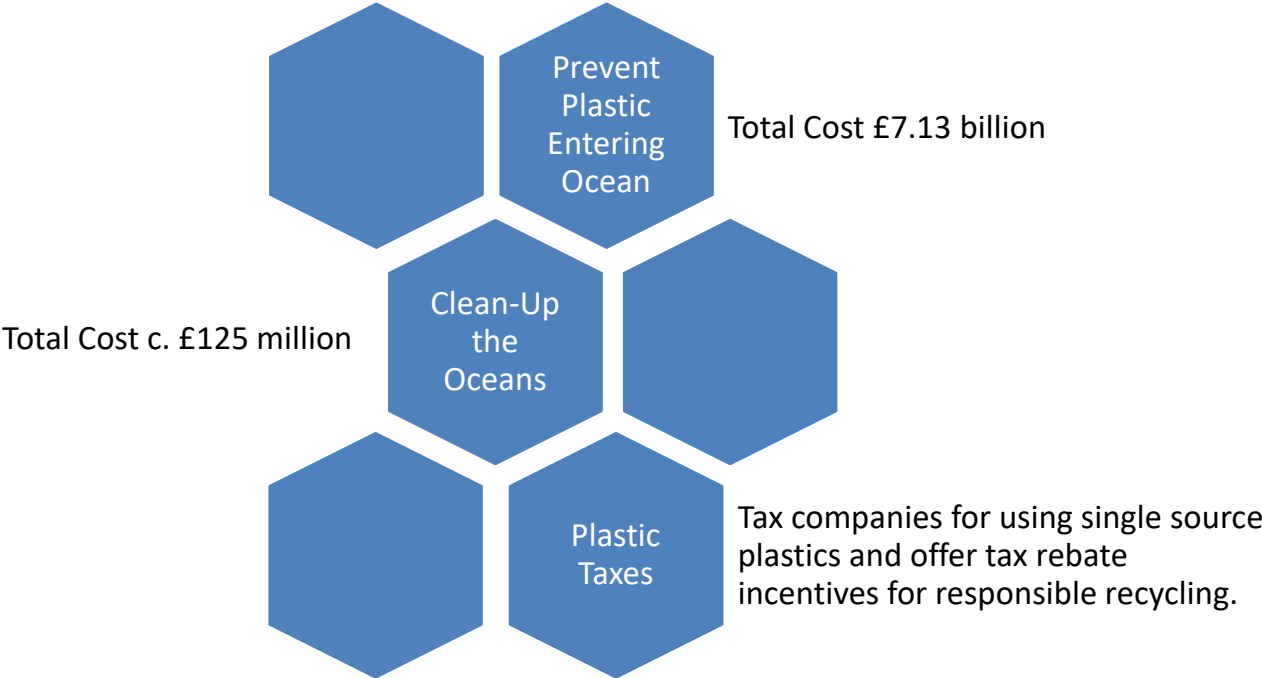 Prevent
Plastic
Entering
Ocean
Total Cost £7.13 billion
Clean-Up
the
Oceans
Total Cost c. £125 million
Plastic
Taxes
Tax companies for using single source
plastics and offer tax rebate
incentives for responsible recycling.